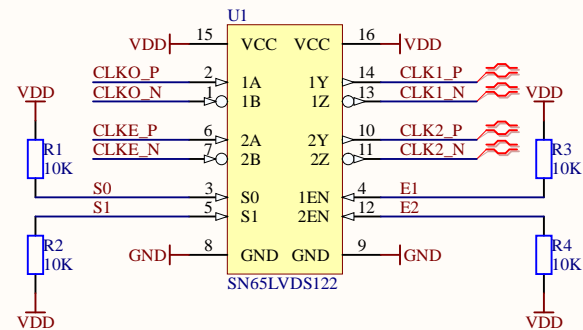 U1
VDD 15 VCC VCC 16 VDD
CLKO_P 2 1A 1Y 14 CLK1_P
CLKO_N 1 1B 1Z 13 CLK1_N
VDD VDD
CLKE_P 6 2A 2Y 10 CLK2_P
CLKE_N 7 2B 2Z 11 CLK2_N
R1 R3
10K 10K
S0 3 S0 1EN 4 E1
S1 5 S1 2EN 12 E2
R2 GND 8 GND GND 9 GND R4
10K 10K
SN65LVDS122
VDD VDD